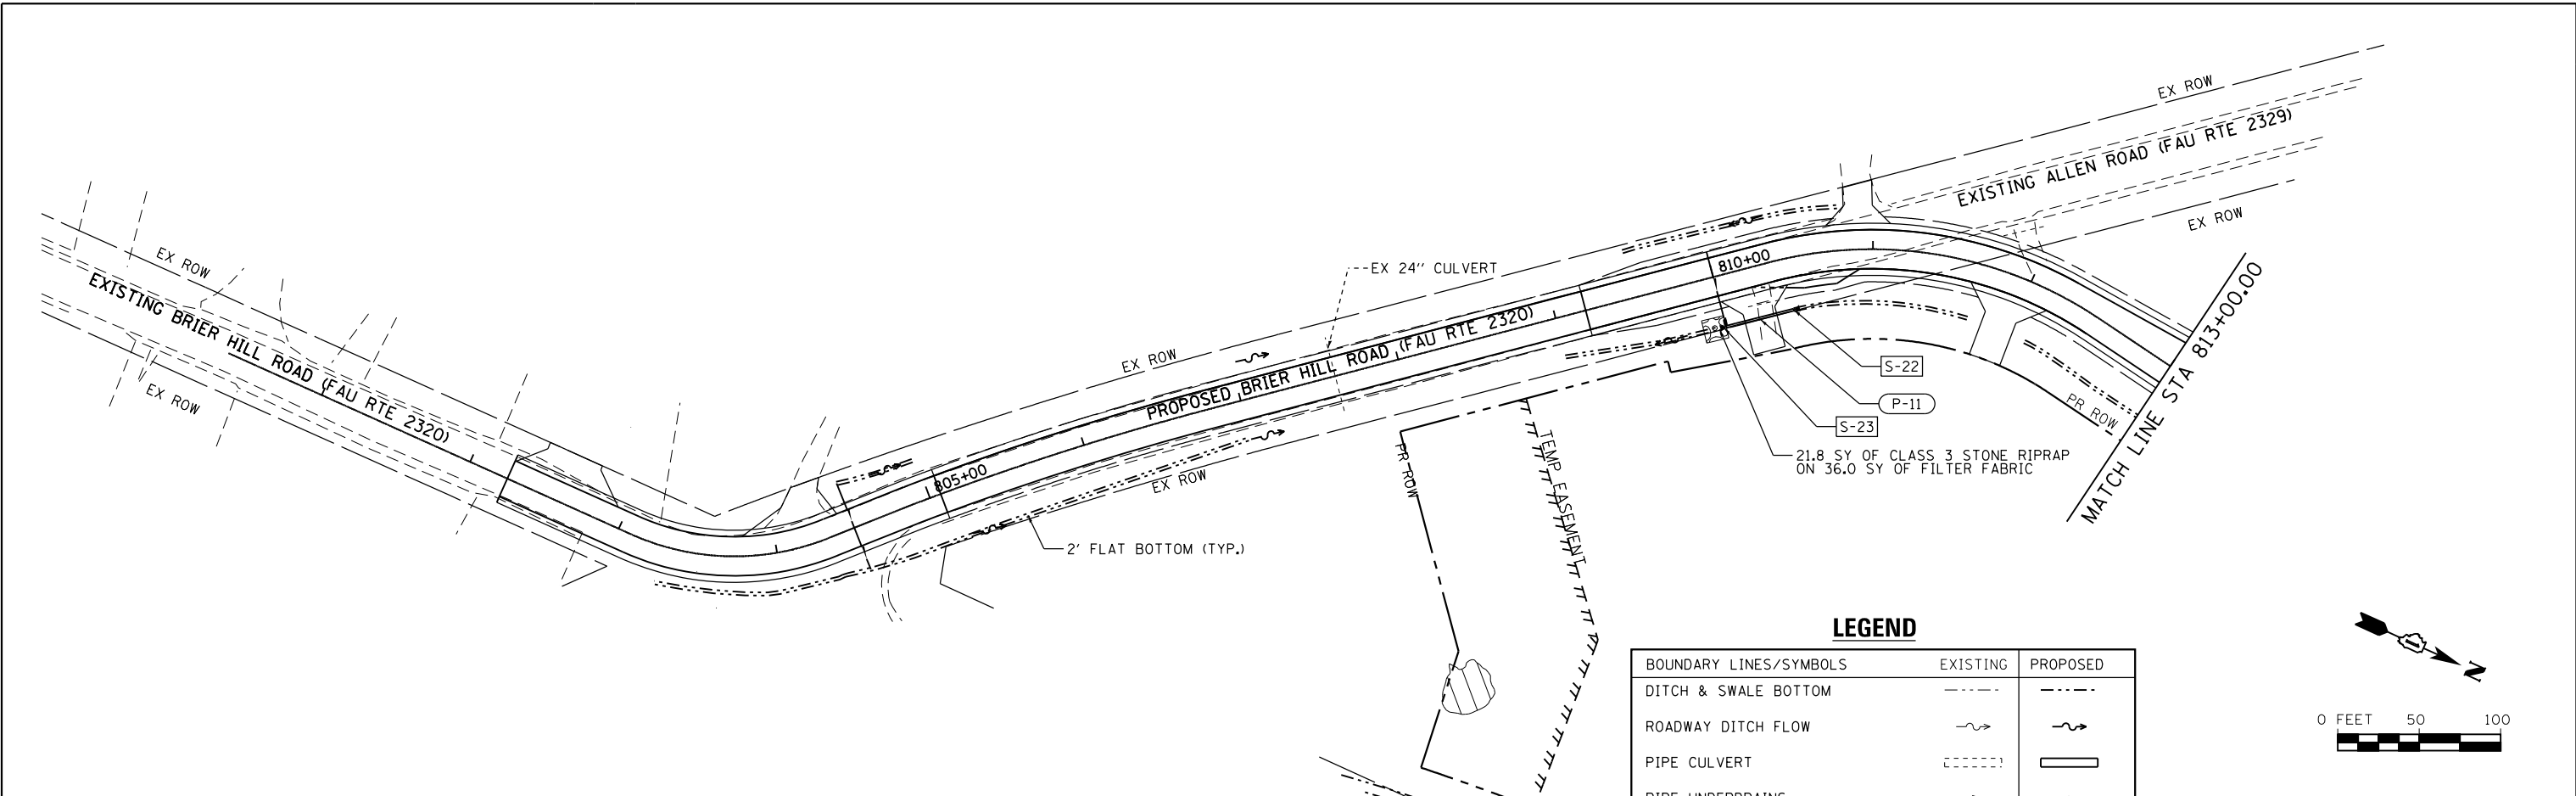 EX ROW
EXISTING ALLEN ROAD (FAU RTE 2329)
EX ROW
EX ROW
EXISTING BRIER HILL ROAD (FAU RTE 2320)
EX ROW
EX 24" CULVERT
810+00
EX ROW
PROPOSED BRIER HILL ROAD (FAU RTE 2320)
805+00
EX ROW
2' FLAT BOTTOM (TYP.)
PR ROW
TEMP EASEMENT
S-22
P-11
S-23
21.8 SY OF CLASS 3 STONE RIPRAP
ON 36.0 SY OF FILTER FABRIC
PR ROW
MATCH LINE STA 813+00.00
LEGEND
BOUNDARY LINES/SYMBOLS EXISTING PROPOSED
DITCH & SWALE BOTTOM
ROADWAY DITCH FLOW
PIPE CULVERT
N
0 FEET 50 100